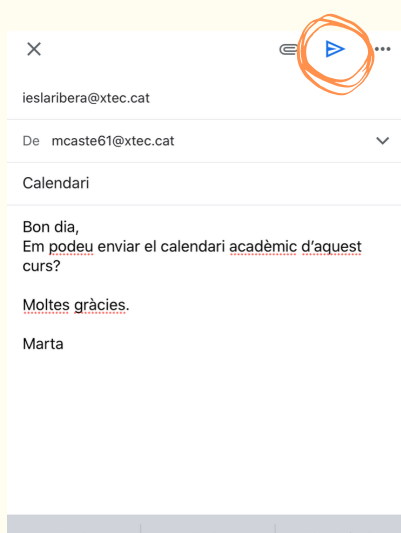 ieslaribera@xtec.cat
De mcaste61@xtec.cat
Calendari
Bon dia,
Em podeu enviar el calendari acadèmic d'aquest
curs?
Moltes gràcies.
Marta